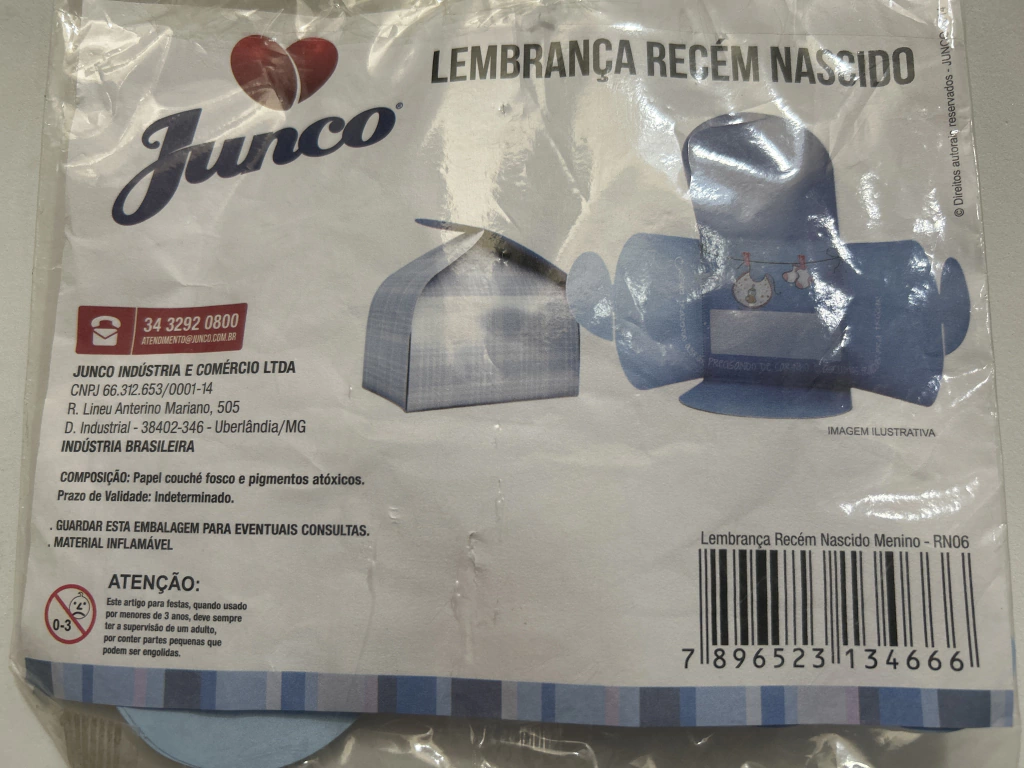 Junco
LEMBRANÇA RECÉM NASCIDO
© Direitos autorais reservados - JUNCO
34 3292 0800
ATENDIMENTO@JUNCO.COM.BR
JUNCO INDÚSTRIA E COMÉRCIO LTDA
CNPJ 66.312.653/0001-14
R. Lineu Anterino Mariano, 505
D. Industrial - 38402-346 - Uberlândia/MG
INDÚSTRIA BRASILEIRA
IMAGEM ILUSTRATIVA
COMPOSIÇÃO: Papel couché fosco e pigmentos atóxicos.
Prazo de Validade: Indeterminado.
. GUARDAR ESTA EMBALAGEM PARA EVENTUAIS CONSULTAS.
. MATERIAL INFLAMÁVEL
ATENÇÃO:
0-3
Este artigo para festas, quando usado
por menores de 3 anos, deve sempre
ter a supervisão de um adulto,
por conter partes pequenas que
podem ser engolidas.
Lembrança Recém Nascido Menino - RN06
7 896523 134666